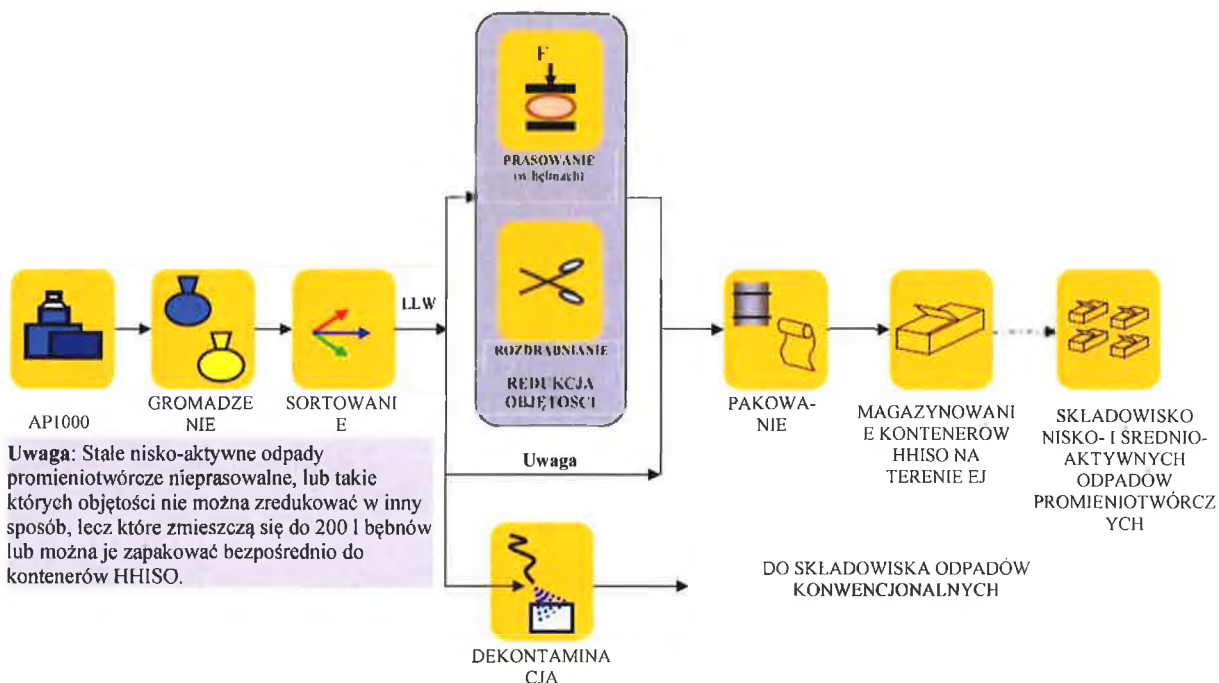 F
PRASOWANIE
(w bębnach)
ROZDRABNIANIE
REDUKCJA
OBJĘTOŚCI
LLW
AP1000
GROMADZE
NIE
SORTOWANI
E
PAKOWA-
NIE
MAGAZYNOWANI
E KONTENERÓW
HHISO NA
TERENIE EJ
SKŁADOWISKO
NISKO- I ŚREDNIO-
AKTYWNYCH
ODPADÓW
PROMIENIOTWÓRCZ
YCH
Uwaga: Stałe nisko-aktywne odpady
promieniotwórcze nieprasowalne, lub takie
których objętości nie można zredukować w inny
sposób, lecz które zmieszczą się do 200 l bębnów
lub można je zapakować bezpośrednio do
kontenerów HHISO.
Uwaga
DEKONTAMINA
CJA
DO SKŁADOWISKA ODPADÓW
KONWENCJONALNYCH